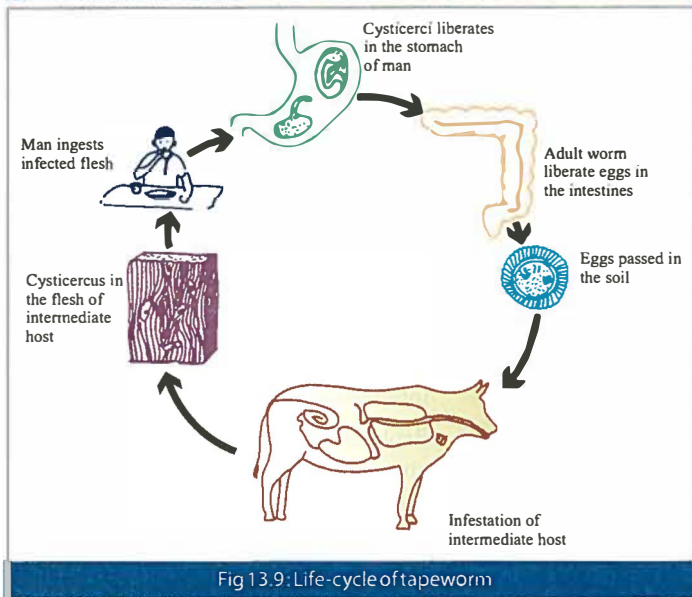 Cysticerci liberates
in the stomach
of man
Man ingests
infected flesh
Adult worm
liberate eggs in
the intestines
Eggs passed in
the soil
Cysticercus in
the flesh of
intermediate
host
Infestation of
intermediate host
Fig 13.9: Life-cycle of tapeworm